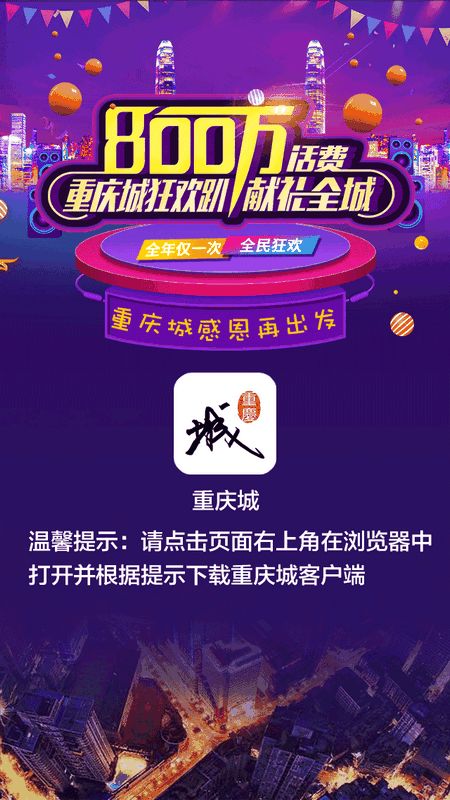 800万话费
重庆城狂欢趴 献礼全城
全年仅一次 全民狂欢
重庆城感恩再出发
重慶
城
重庆城
温馨提示：请点击页面右上角在浏览器中
打开并根据提示下载重庆城客户端